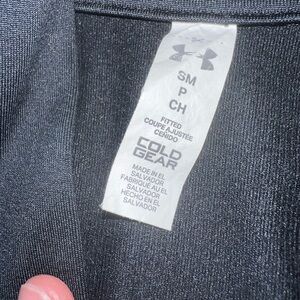 SM
P
CH
FITTED
COUPE AJUSTÉE
CEÑIDO
COLD
GEAR
MADE IN EL
SALVADOR
FABRIQUÉ AU EL
SALVADOR
HECHO EN EL
SALVADOR